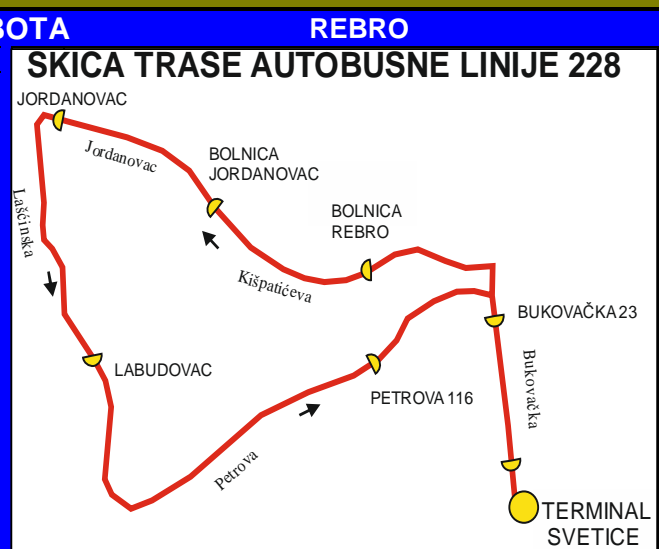 BOTA
REBRO
SKICA TRASE AUTOBUSNE LINIJE 228
JORDANOVAC
Jordanovac
BOLNICA
JORDANOVAC
BOLNICA
REBRO
Lašćinska
Kišpatićeva
BUKOVAČKA 23
LABUDOVAC
PETROVA 116
Bukovačka
Petrova
TERMINAL
SVETICE